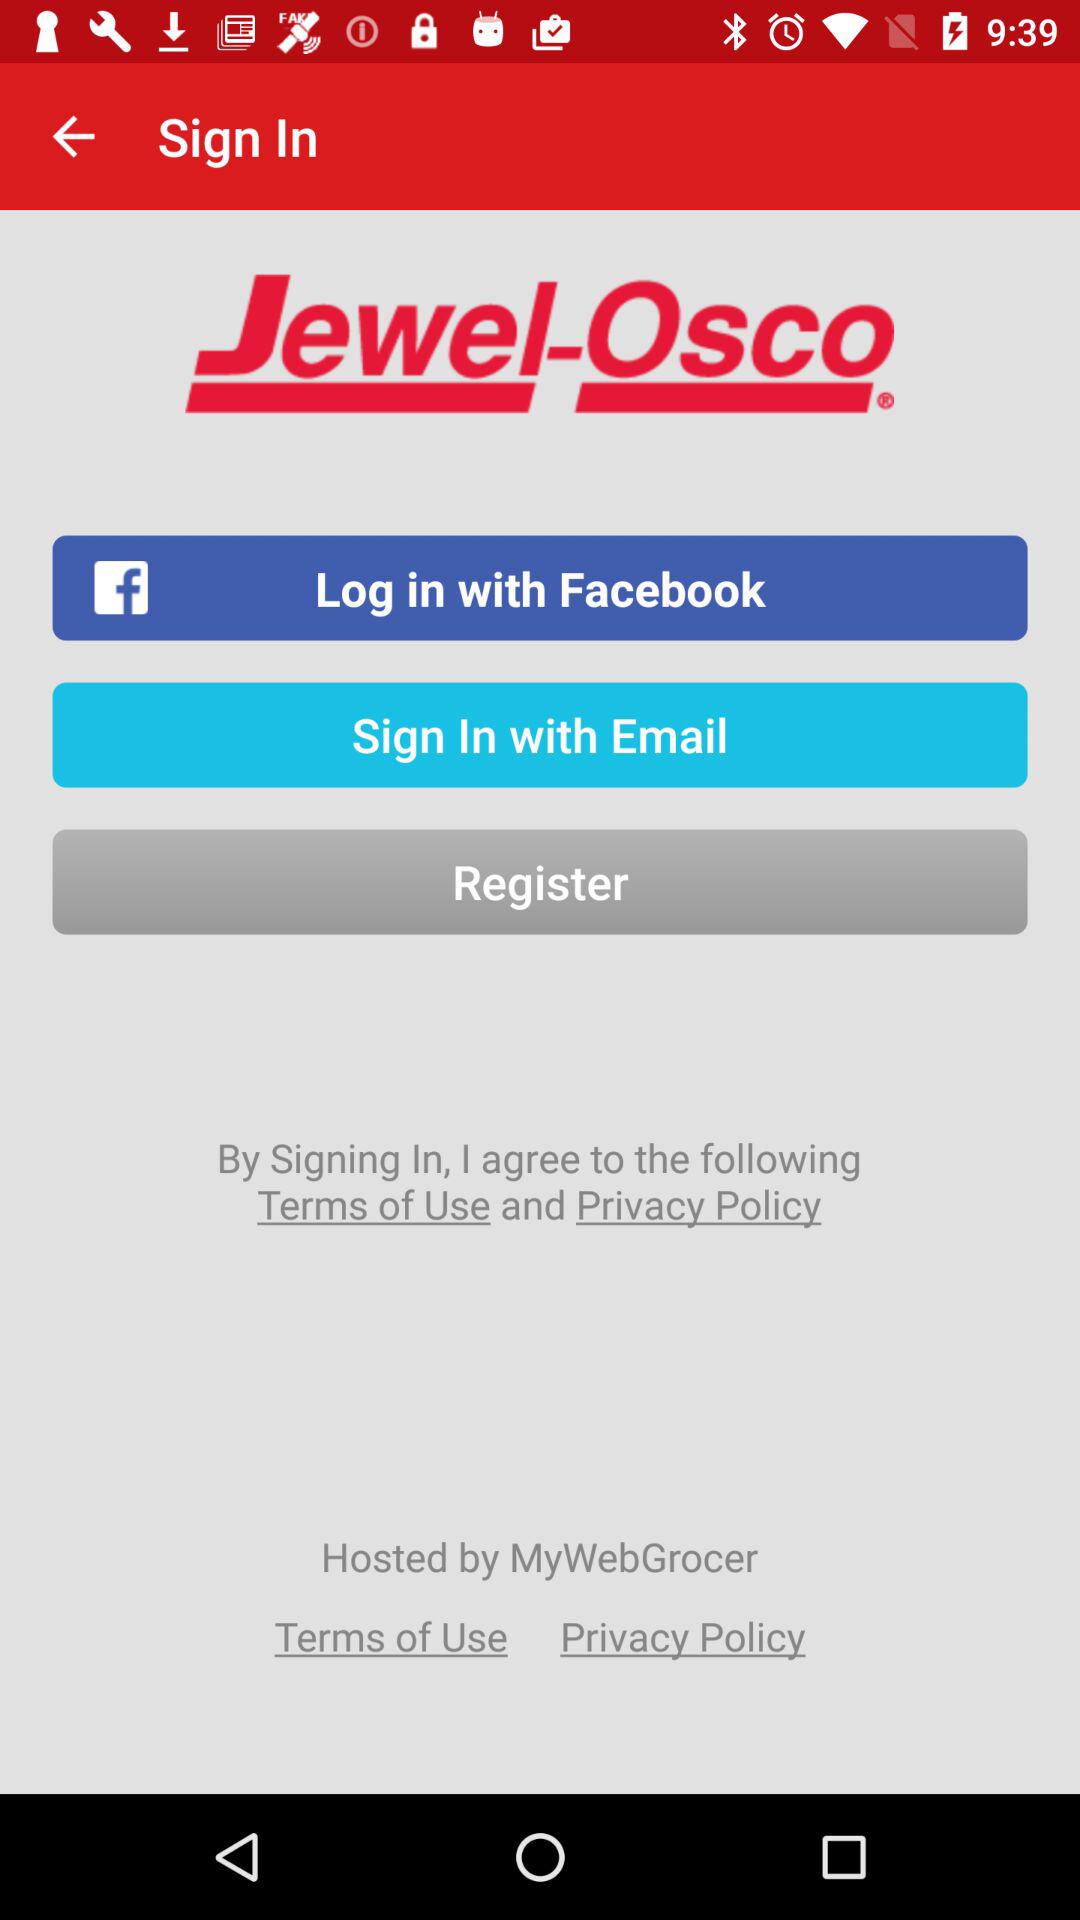 FAKE
9:39
Sign In
Jewel-Osco®
Log in with Facebook
Sign In with Email
Register
By Signing In, I agree to the following
Terms of Use and Privacy Policy
Hosted by MyWebGrocer
Terms of Use Privacy Policy